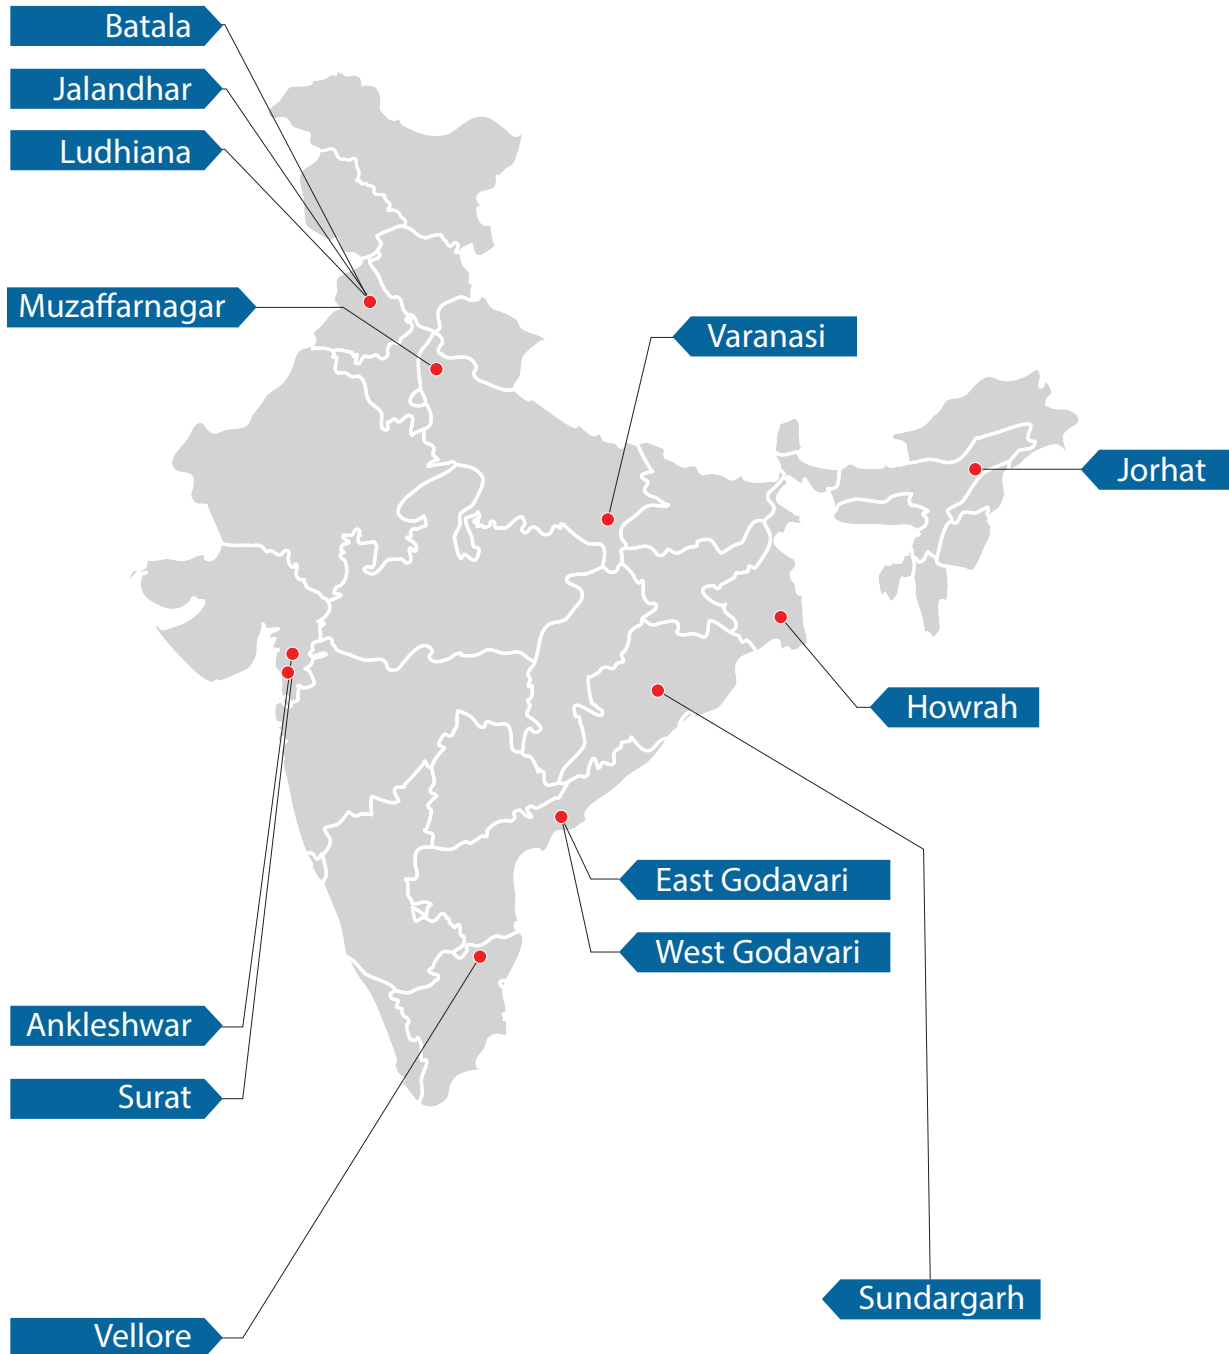 Batala
Jalandhar
Ludhiana
Muzaffarnagar
Varanasi
Jorhat
Howrah
East Godavari
West Godavari
Ankleshwar
Surat
Sundargarh
Vellore